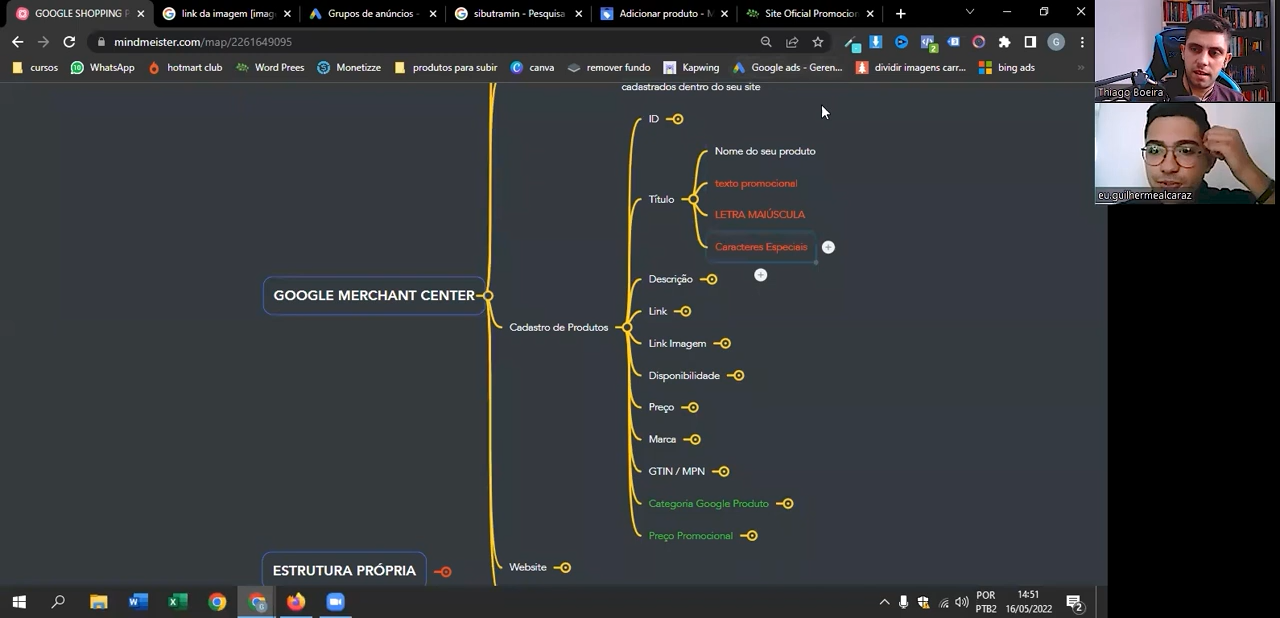 GOOGLE SHOPPING P
link da imagem [imag
Grupos de anúncios -
sibutramin - Pesquisa
Adicionar produto - M
Site Oficial Promocion
mindmeister.com/map/2261649095
G
cursos
WhatsApp
hotmart club
Word Prees
Monetizze
produtos para subir
canva
remover fundo
Kapwing
Google ads - Geren...
dividir imagens carr...
bing ads
Thiago Boeira
eu.guilhermealcaraz
cadastrados dentro do seu site
ID
Nome do seu produto
texto promocional
Título
LETRA MAIÚSCULA
Caracteres Especiais
Descrição
GOOGLE MERCHANT CENTER
Link
Cadastro de Produtos
Link Imagem
Disponibilidade
Preço
Marca
GTIN / MPN
Categoria Google Produto
Preço Promocional
Website
ESTRUTURA PRÓPRIA
POR
PTB2
14:51
16/05/2022
2